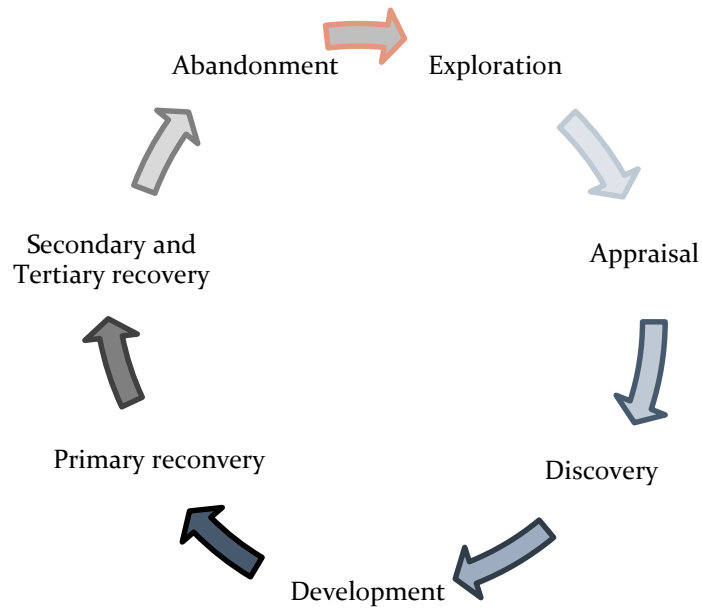 Abandonment
Exploration
Appraisal
Discovery
Development
Primary reconvery
Secondary and
Tertiary recovery